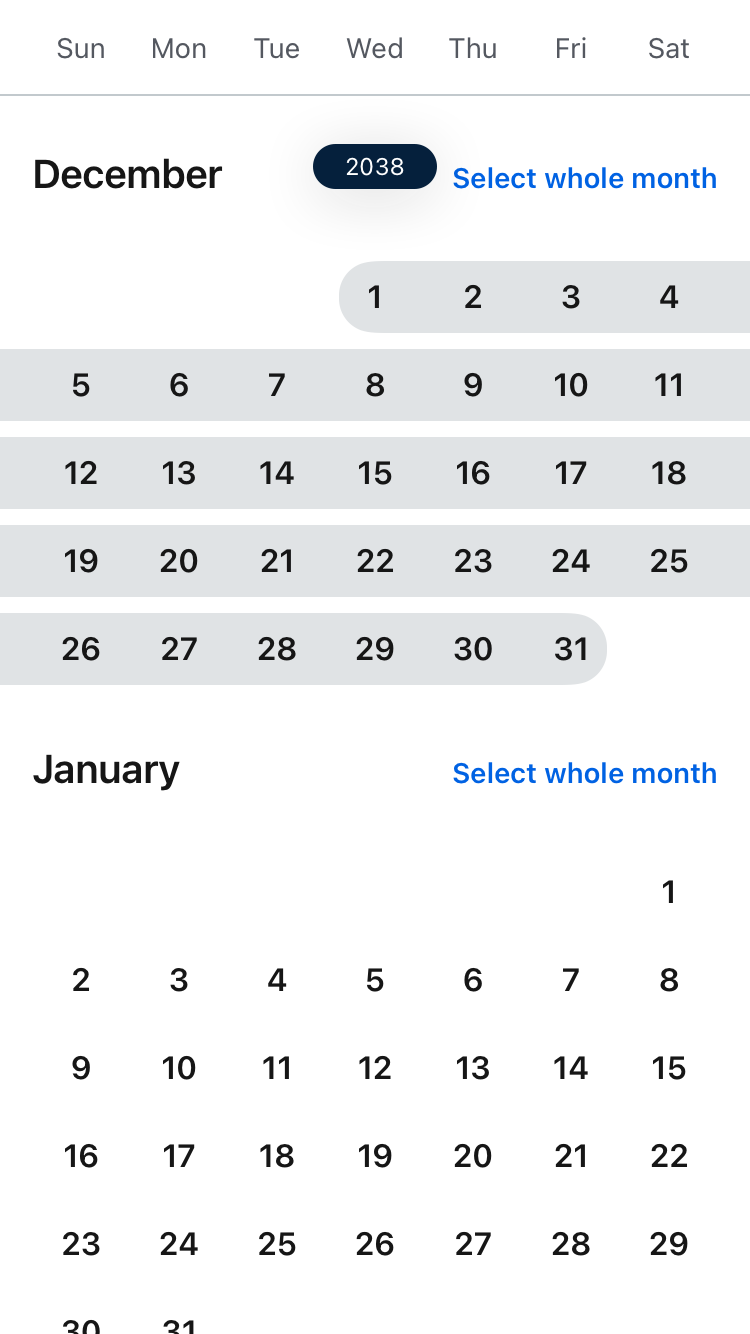 Sun Mon Tue Wed Thu Fri Sat
December 2038 Select whole month
1 2 3 4
5 6 7 8 9 10 11
12 13 14 15 16 17 18
19 20 21 22 23 24 25
26 27 28 29 30 31
January Select whole month
1
2 3 4 5 6 7 8
9 10 11 12 13 14 15
16 17 18 19 20 21 22
23 24 25 26 27 28 29
30 31